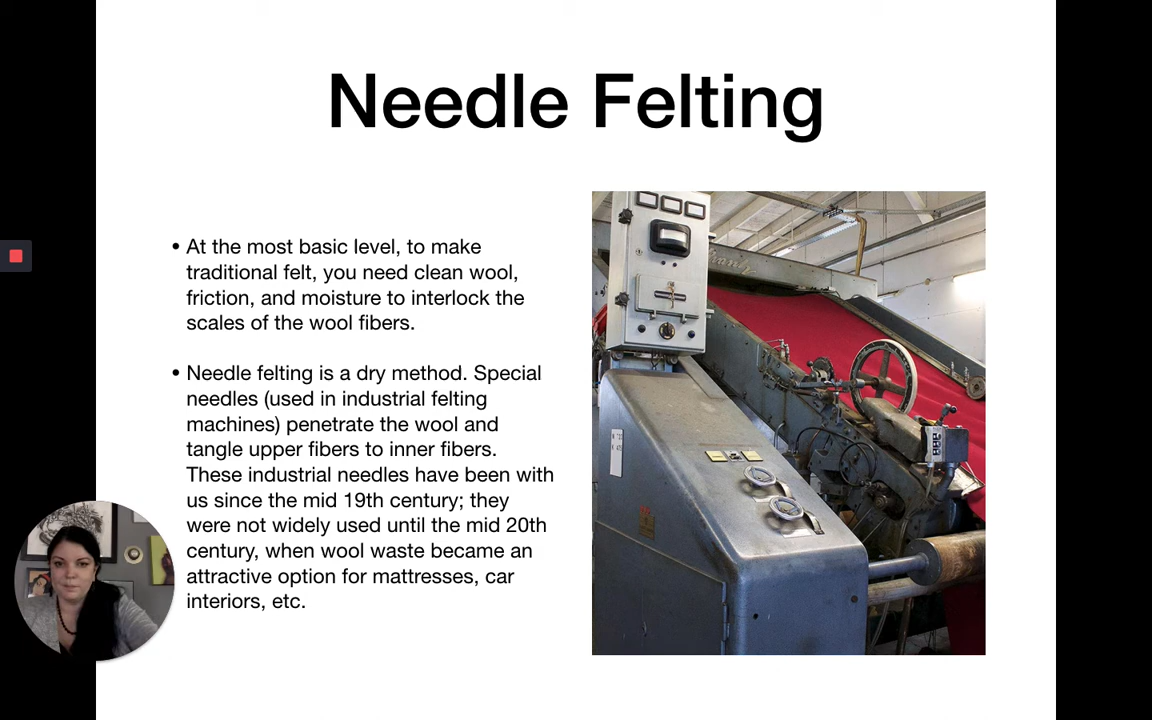 Needle Felting
• At the most basic level, to make
traditional felt, you need clean wool,
friction, and moisture to interlock the
scales of the wool fibers.
• Needle felting is a dry method. Special
needles (used in industrial felting
machines) penetrate the wool and
tangle upper fibers to inner fibers.
These industrial needles have been with
us since the mid 19th century; they
were not widely used until the mid 20th
century, when wool waste became an
attractive option for mattresses, car
interiors, etc.